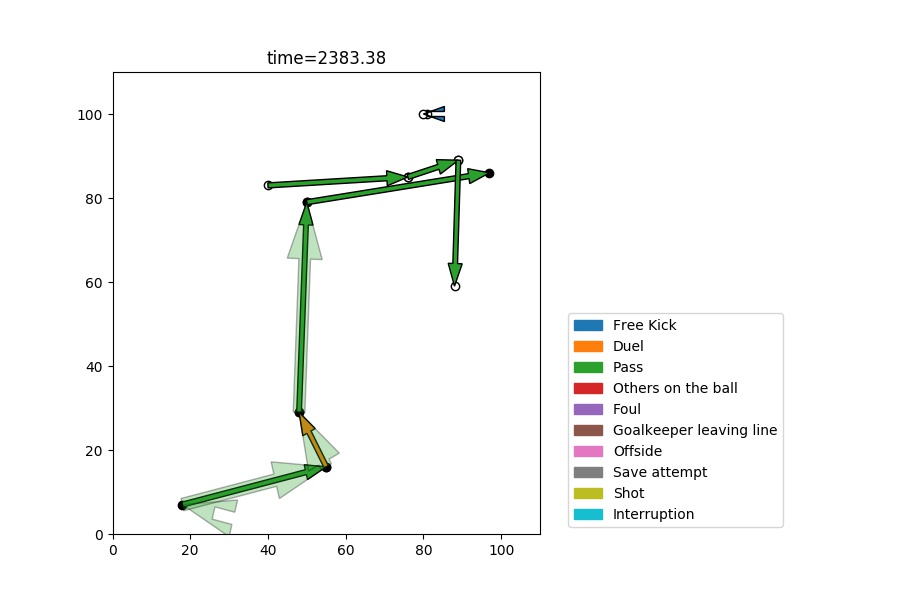 time=2383.38
100
80
60
40
20
0
0
20
40
60
80
100
Free Kick
Duel
Pass
Others on the ball
Foul
Goalkeeper leaving line
Offside
Save attempt
Shot
Interruption